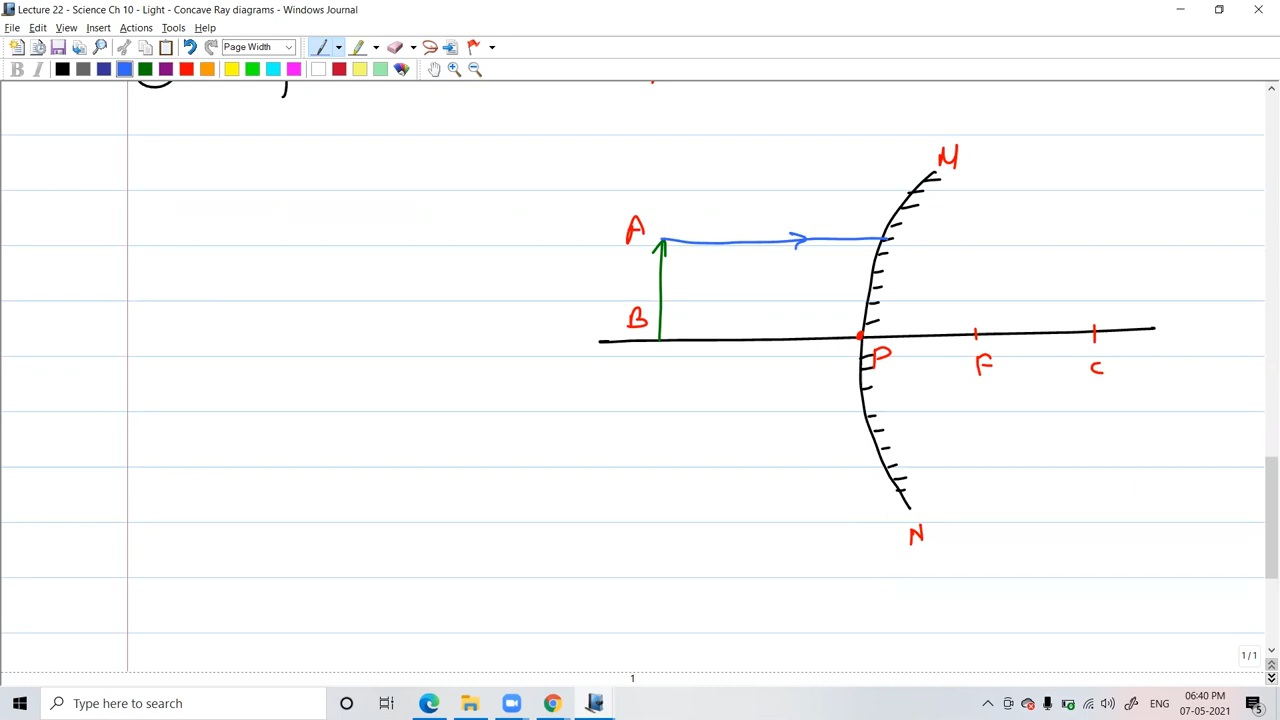 Lecture 22 - Science Ch 10 - Light - Concave Ray diagrams - Windows Journal
File Edit View Insert Actions Tools Help
Page Width
B I
M
A
B
P
F
C
N
1/1
1
Type here to search
ENG
06:40 PM
07-05-2021
5